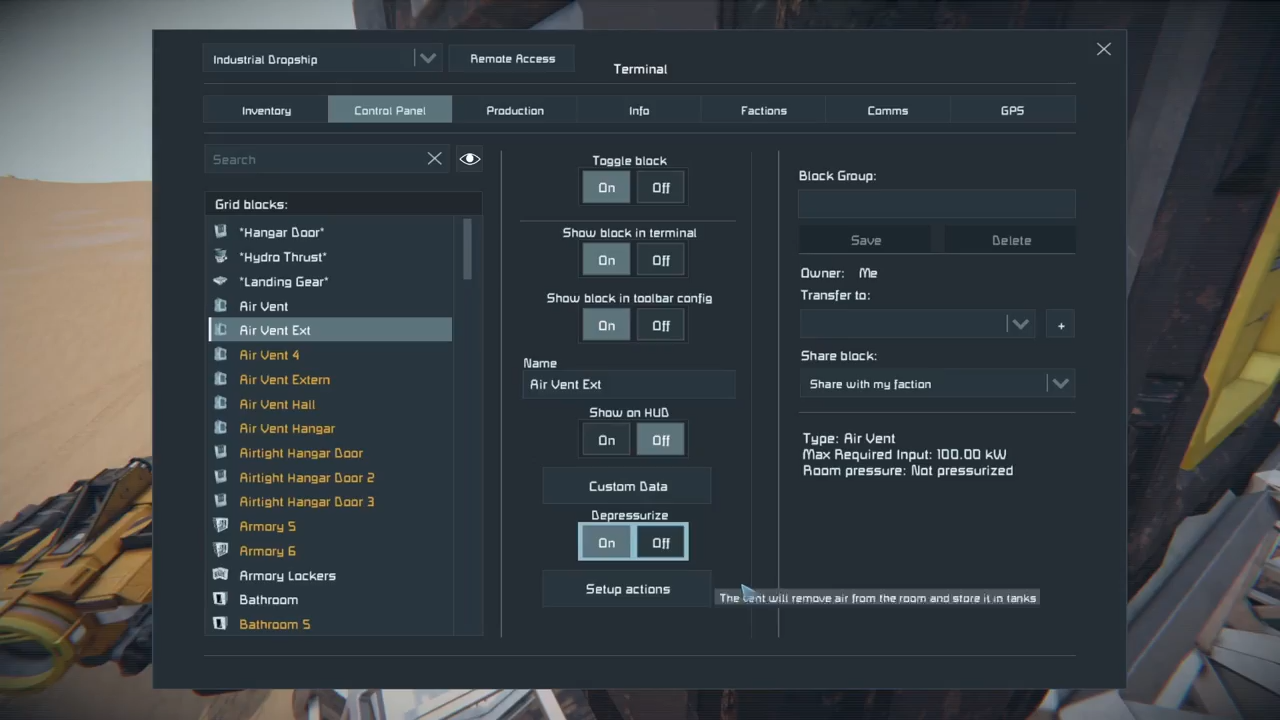 Industrial Dropship
Remote Access
Terminal
Inventory
Control Panel
Production
Info
Factions
Comms
GPS
Search
Grid blocks:
*Hangar Door*
*Hydro Thrust*
*Landing Gear*
Air Vent
Air Vent Ext
Air Vent 4
Air Vent Extern
Air Vent Hall
Air Vent Hangar
Airtight Hangar Door
Airtight Hangar Door 2
Airtight Hangar Door 3
Armory 5
Armory 6
Armory Lockers
Bathroom
Bathroom 5
Toggle block
On Off
Show block in terminal
On Off
Show block in toolbar config
On Off
Name
Air Vent Ext
Show on HUD
On Off
Custom Data
Depressurize
On Off
Setup actions
The vent will remove air from the room and store it in tanks
Block Group:
Save
Delete
Owner: Me
Transfer to:
+
Share block:
Share with my faction
Type: Air Vent
Max Required Input: 100.00 kW
Room pressure: Not pressurized